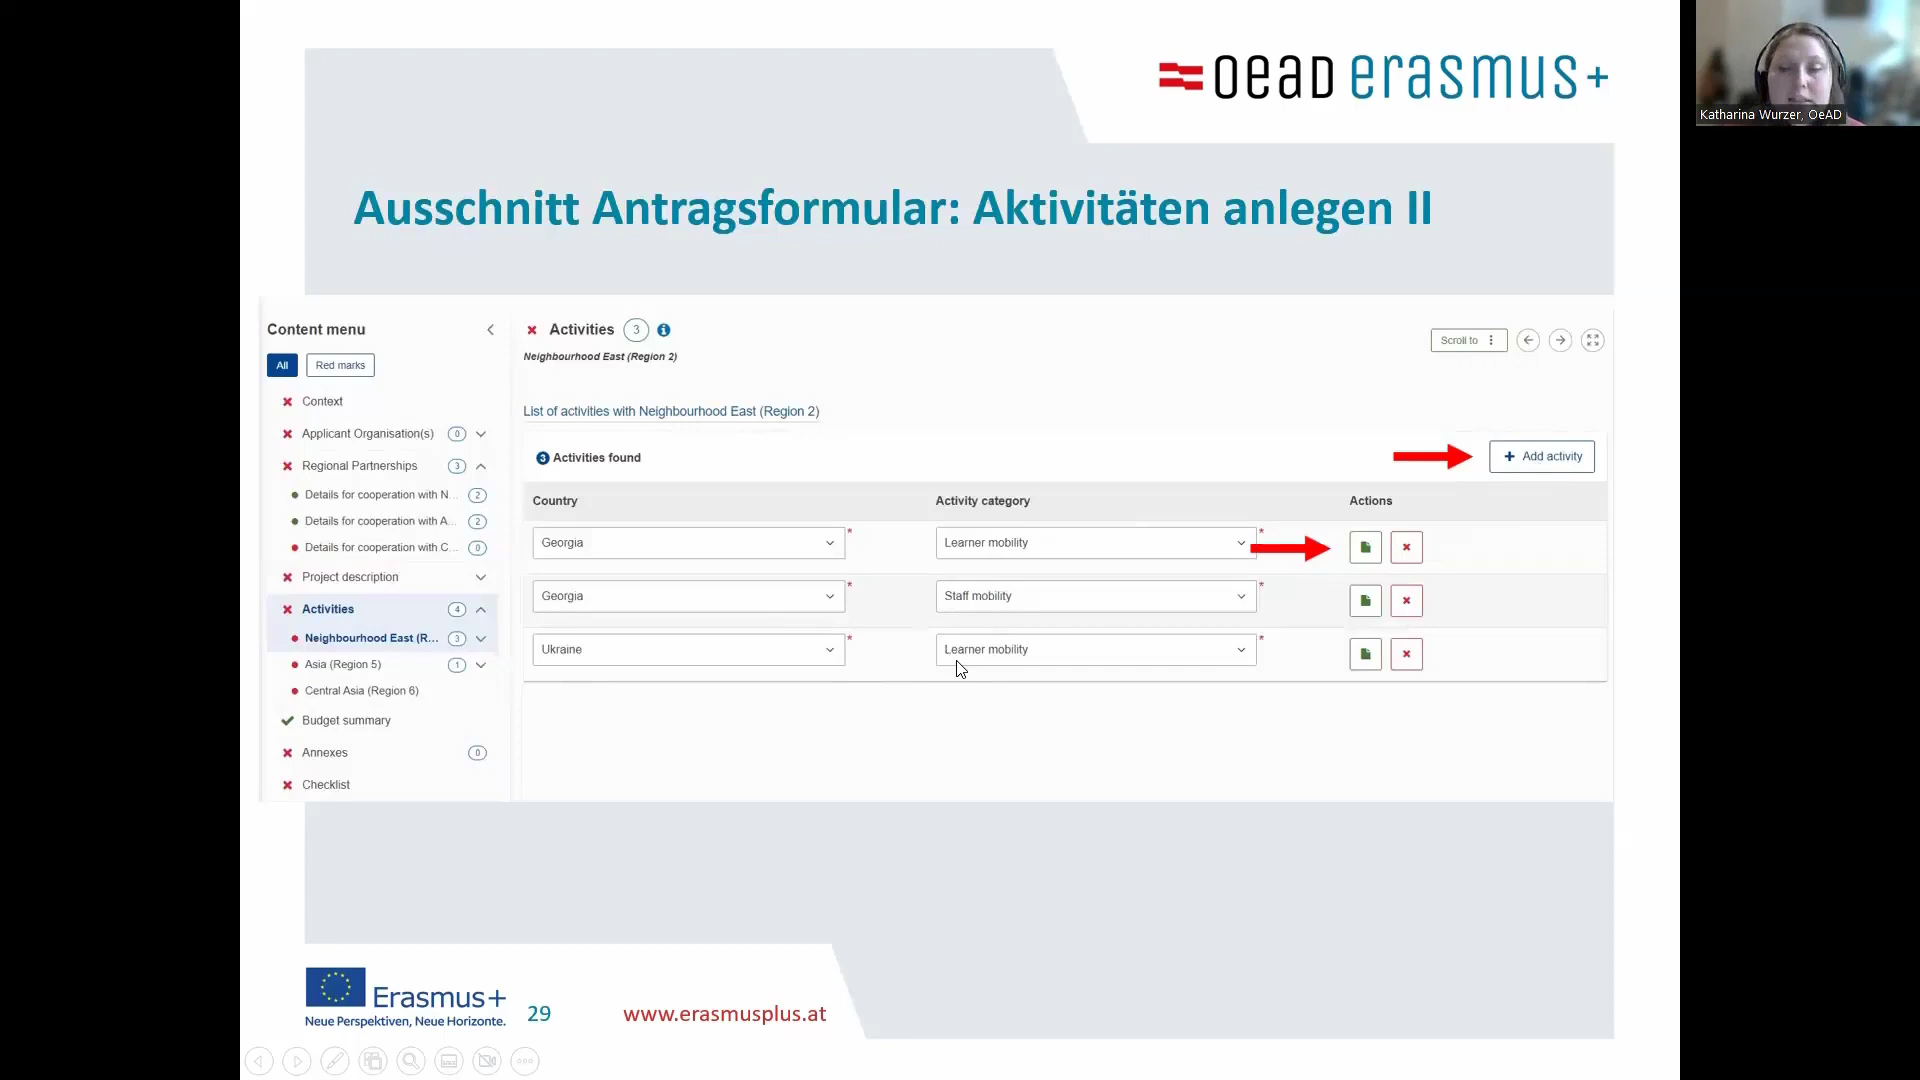 oead erasmus+
Katharina Wurzer, OeAD
Ausschnitt Antragsformular: Aktivitäten anlegen II
Content menu
All
Red marks
Context
Applicant Organisation(s) 0
Regional Partnerships 3
Details for cooperation with N... 2
Details for cooperation with A... 2
Details for cooperation with C... 0
Project description
Activities 4
Neighbourhood East (R... 3
Asia (Region 5) 1
Central Asia (Region 6)
Budget summary
Annexes 0
Checklist
Activities 3
Scroll to
Neighbourhood East (Region 2)
List of activities with Neighbourhood East (Region 2)
3 Activities found
+ Add activity
Country Activity category Actions
Georgia * Learner mobility *
Georgia * Staff mobility *
Ukraine * Learner mobility *
Erasmus+
Neue Perspektiven, Neue Horizonte.
29
www.erasmusplus.at